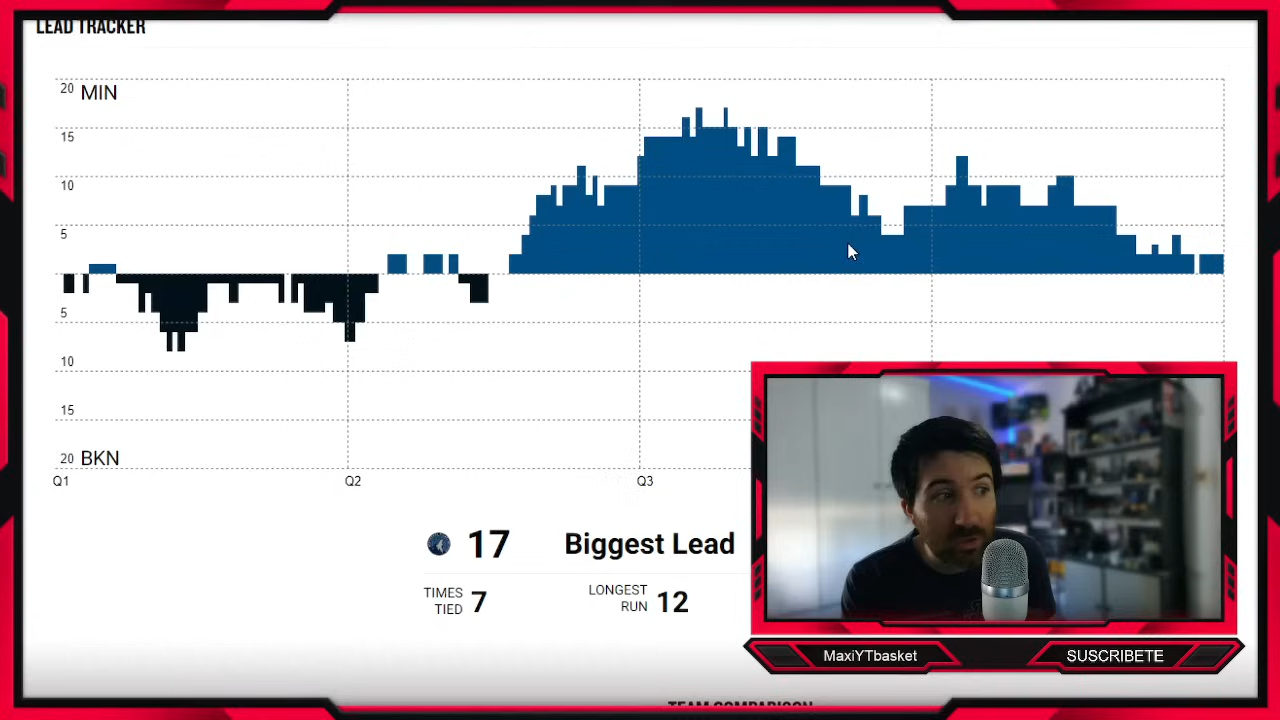 LEAD TRACKER
20 MIN
15
10
5
5
10
15
20 BKN
Q1 Q2 Q3
17 Biggest Lead
TIMES TIED 7
LONGEST RUN 12
MaxiYTbasket
SUSCRIBETE
TEAM COMPARISON